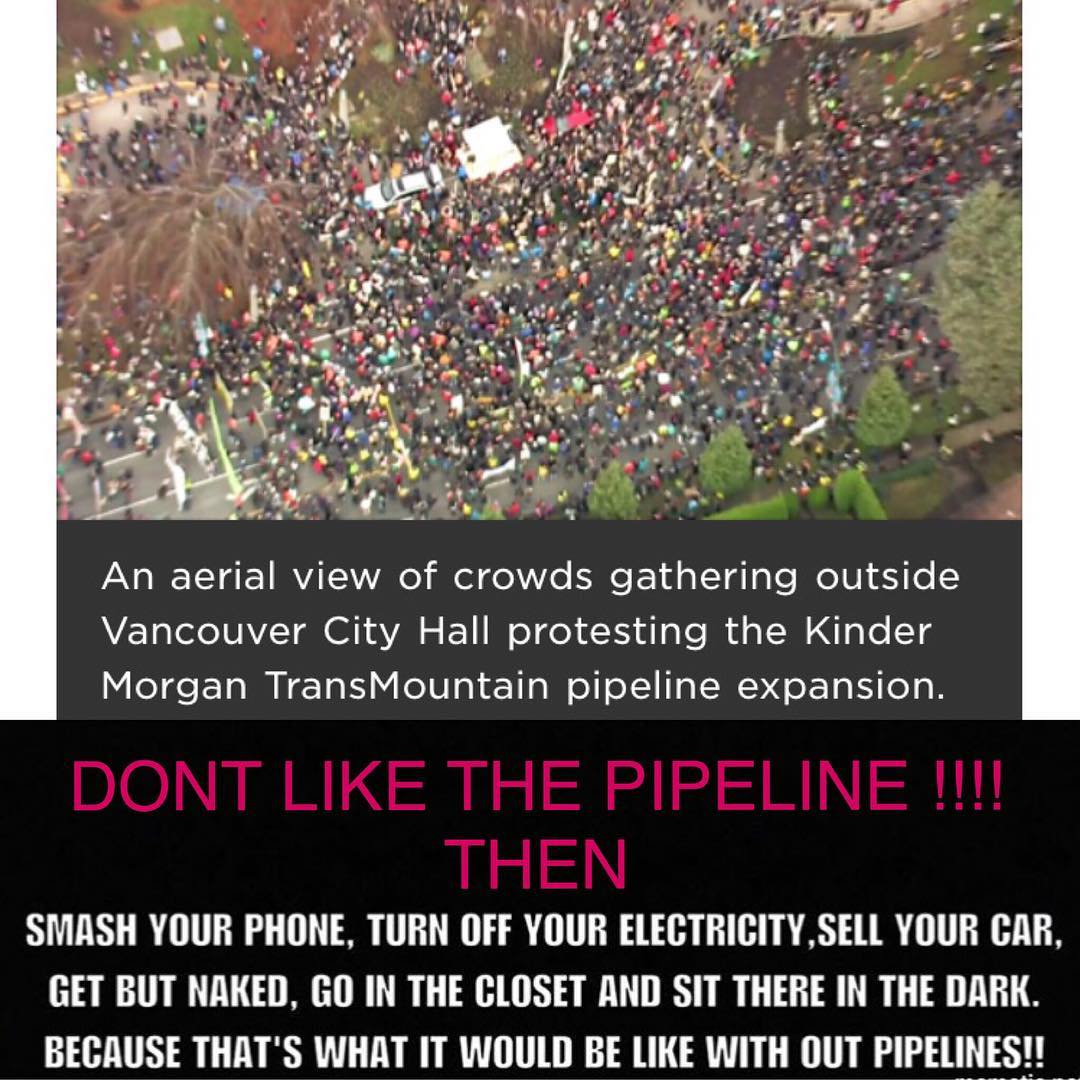 An aerial view of crowds gathering outside
Vancouver City Hall protesting the Kinder
Morgan TransMountain pipeline expansion.
DONT LIKE THE PIPELINE !!!!
THEN
SMASH YOUR PHONE, TURN OFF YOUR ELECTRICITY,SELL YOUR CAR,
GET BUT NAKED, GO IN THE CLOSET AND SIT THERE IN THE DARK.
BECAUSE THAT'S WHAT IT WOULD BE LIKE WITH OUT PIPELINES!!